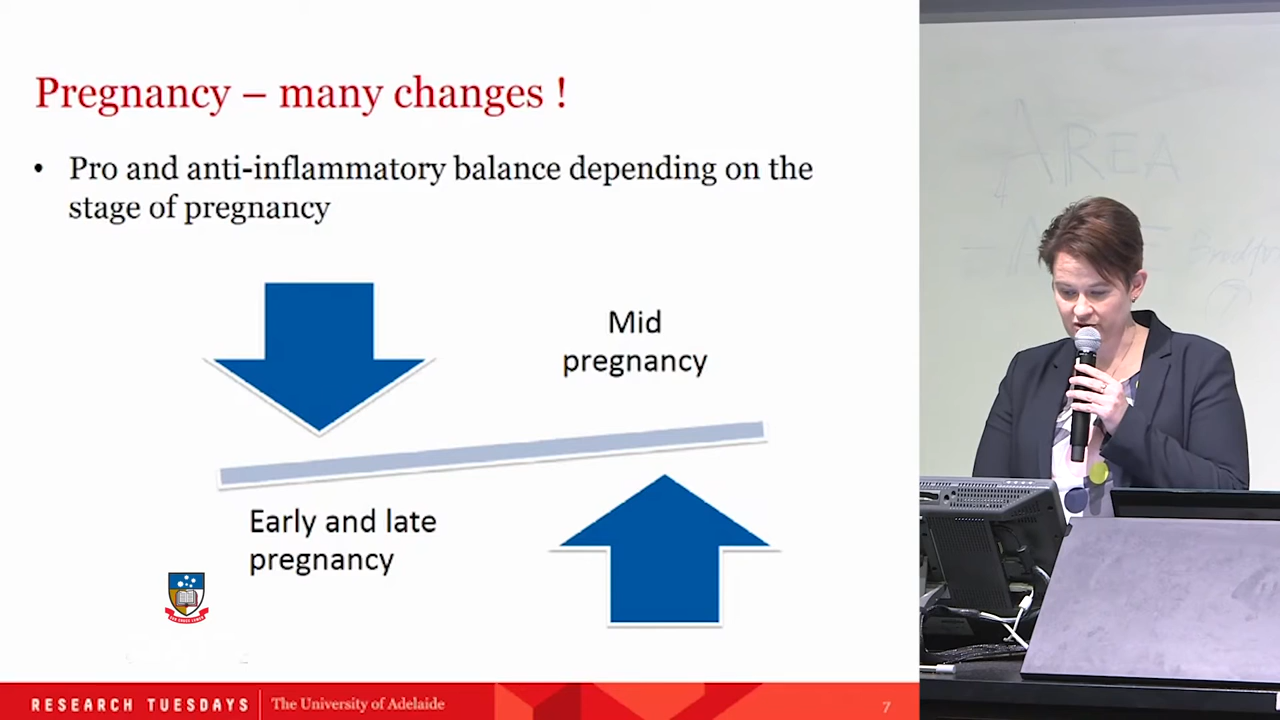 Pregnancy – many changes !
• Pro and anti-inflammatory balance depending on the
stage of pregnancy
Mid
pregnancy
Early and late
pregnancy
RESEARCH TUESDAYS
The University of Adelaide
7
AREA